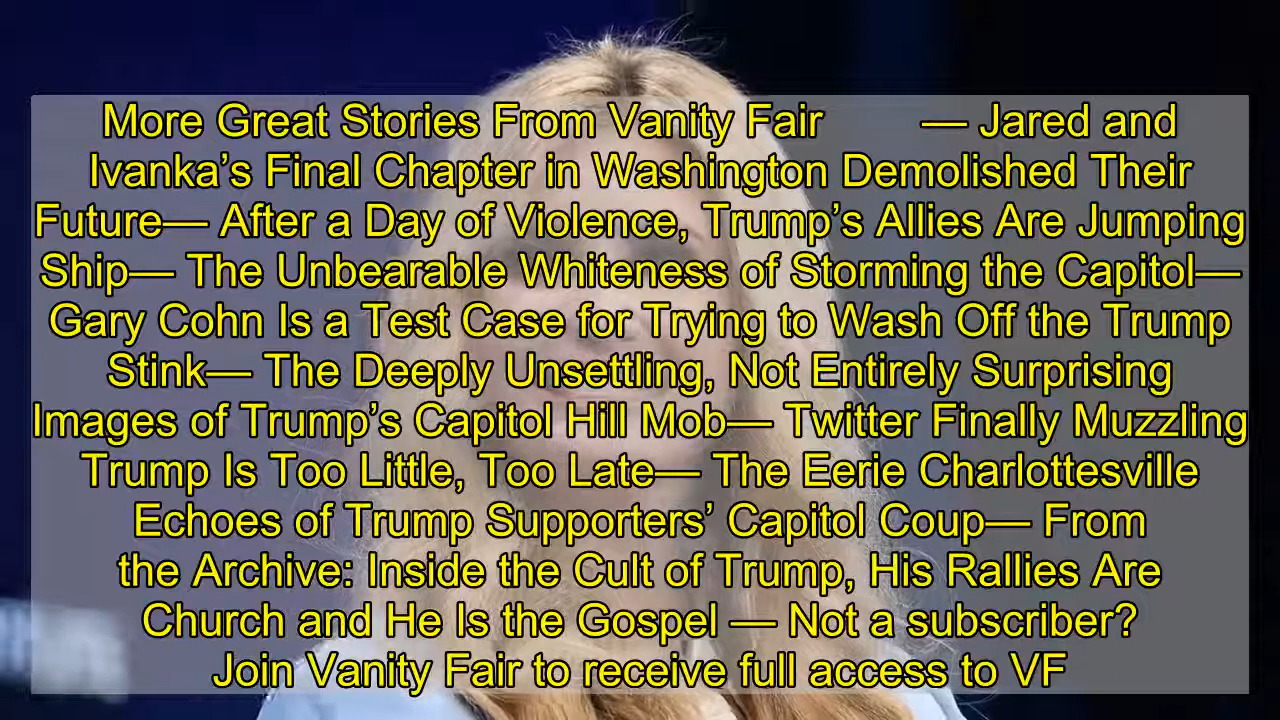 More Great Stories From Vanity Fair — Jared and
Ivanka’s Final Chapter in Washington Demolished Their
Future— After a Day of Violence, Trump’s Allies Are Jumping
Ship— The Unbearable Whiteness of Storming the Capitol—
Gary Cohn Is a Test Case for Trying to Wash Off the Trump
Stink— The Deeply Unsettling, Not Entirely Surprising
Images of Trump’s Capitol Hill Mob— Twitter Finally Muzzling
Trump Is Too Little, Too Late— The Eerie Charlottesville
Echoes of Trump Supporters’ Capitol Coup— From
the Archive: Inside the Cult of Trump, His Rallies Are
Church and He Is the Gospel — Not a subscriber?
Join Vanity Fair to receive full access to VF